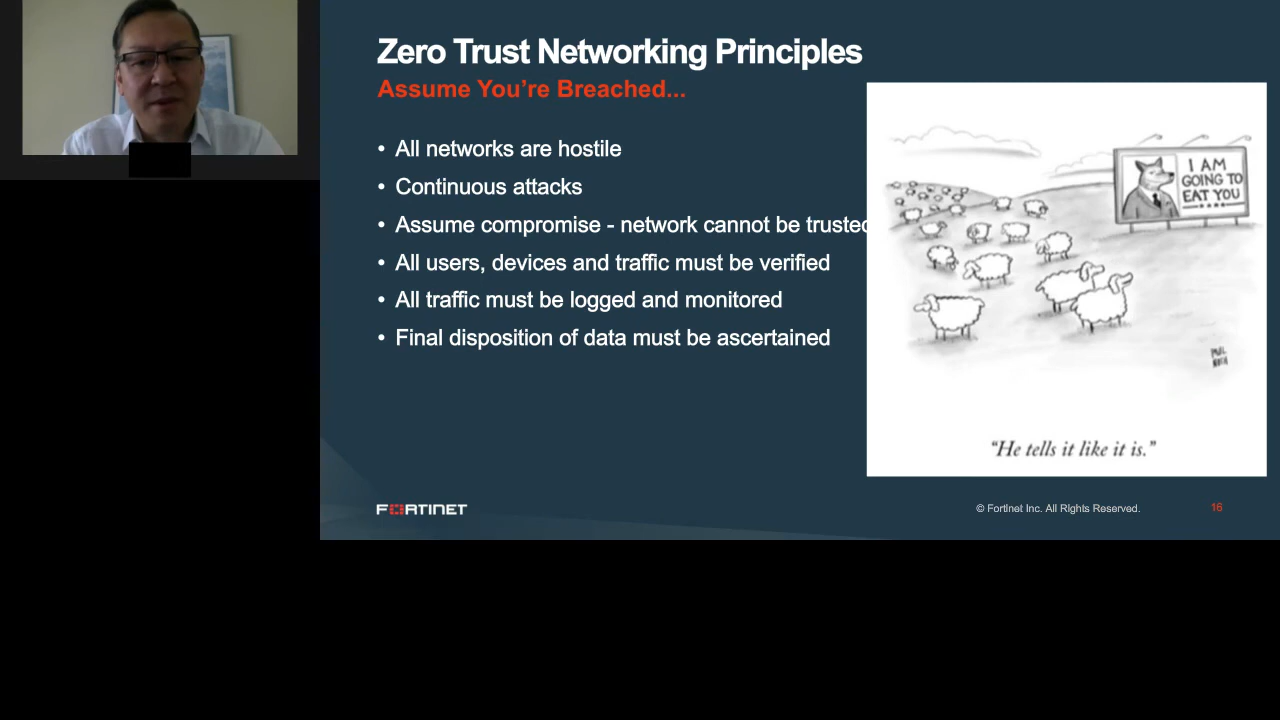 Zero Trust Networking Principles
Assume You're Breached...
• All networks are hostile
• Continuous attacks
• Assume compromise - network cannot be trusted
• All users, devices and traffic must be verified
• All traffic must be logged and monitored
• Final disposition of data must be ascertained
I AM
GOING TO
EAT YOU
“He tells it like it is.”
FORTINET
© Fortinet Inc. All Rights Reserved.
16